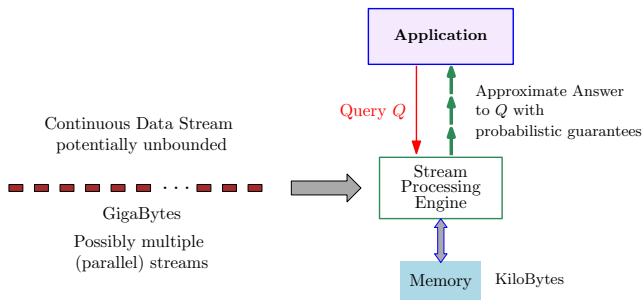 Application
Query Q
Approximate Answer
to Q with
probabilistic guarantees
Continuous Data Stream
potentially unbounded
. . .
GigaBytes
Possibly multiple
(parallel) streams
Stream
Processing
Engine
Memory
KiloBytes